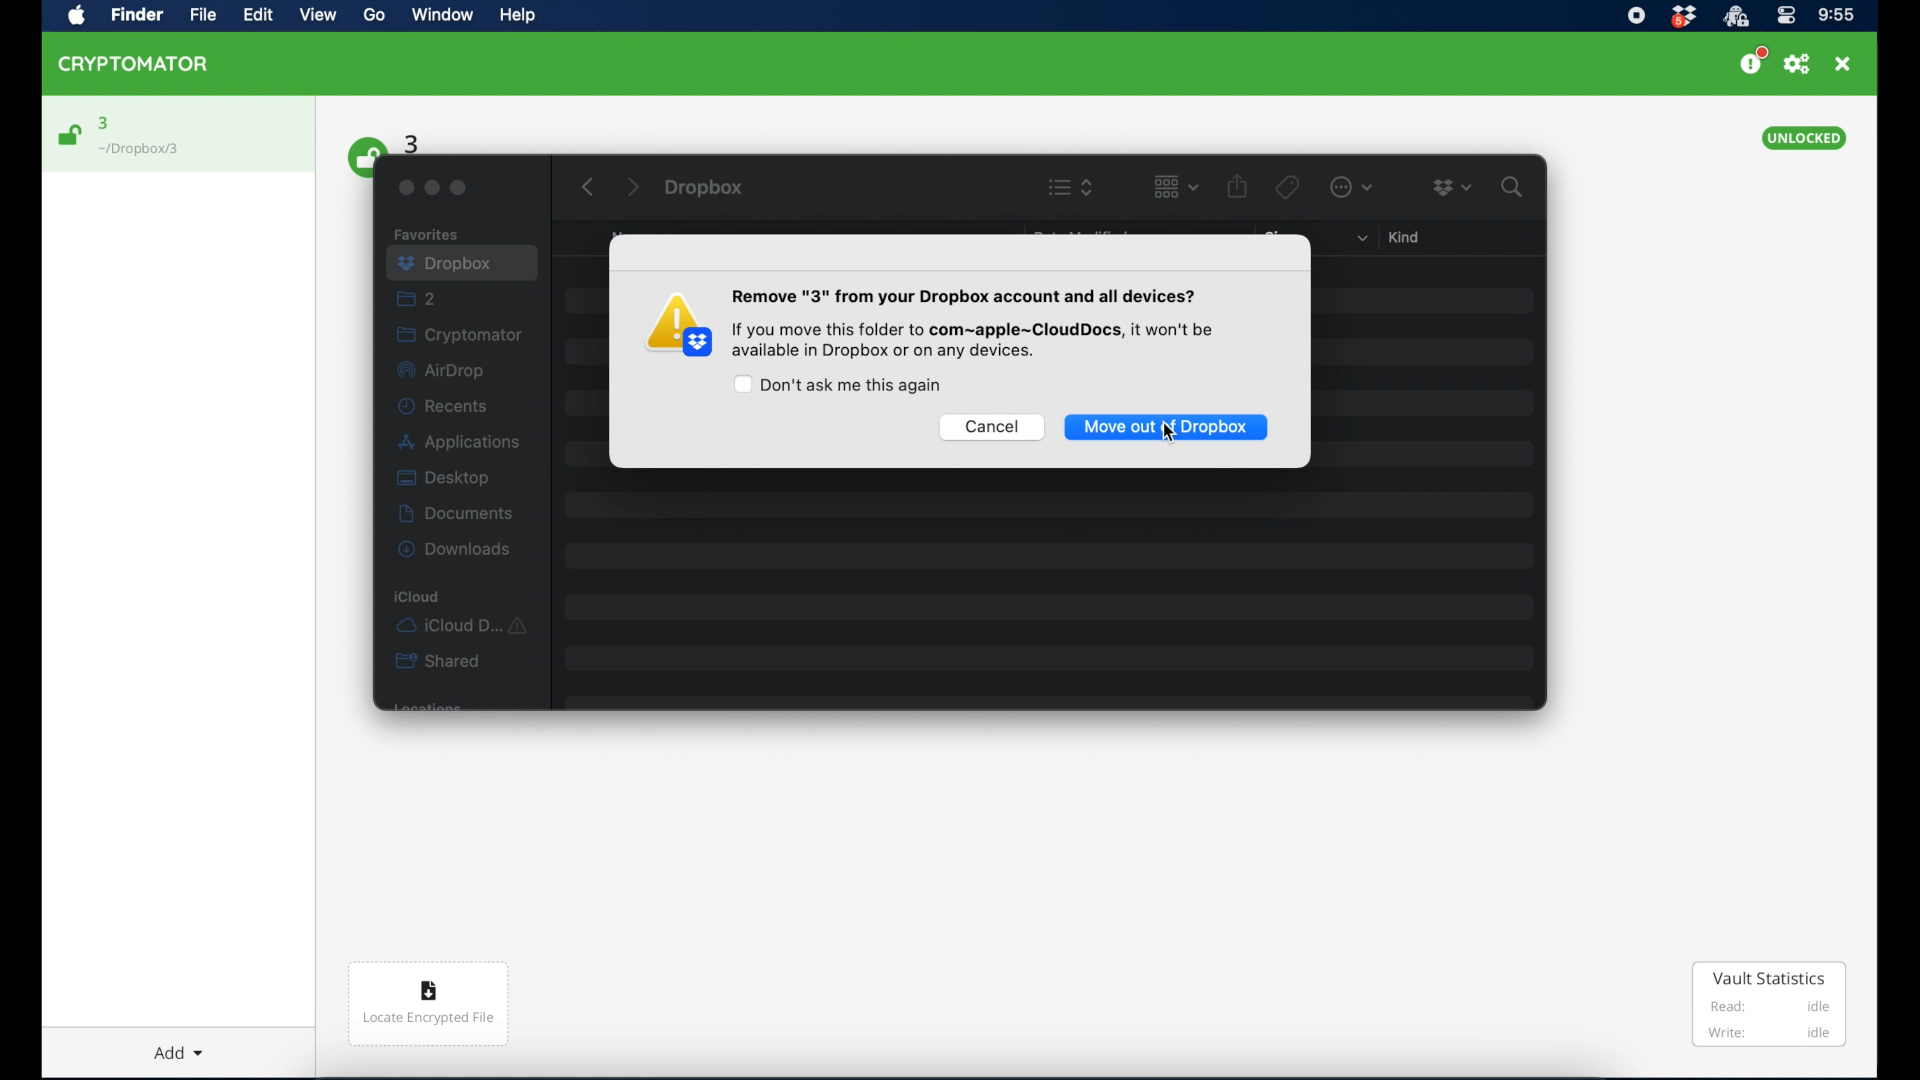 Finder File Edit View Go Window Help 5 9:55
CRYPTOMATOR
3
~/Dropbox/3
3
UNLOCKED
Dropbox
Favorites
Kind
Dropbox
2
Cryptomator
AirDrop
Recents
Applications
Desktop
Documents
Downloads
iCloud
iCloud D...
Shared
Locations
Remove "3" from your Dropbox account and all devices?
If you move this folder to com~apple~CloudDocs, it won't be
available in Dropbox or on any devices.
Don't ask me this again
Cancel Move out of Dropbox
Locate Encrypted File
Vault Statistics
Read: idle
Write: idle
Add